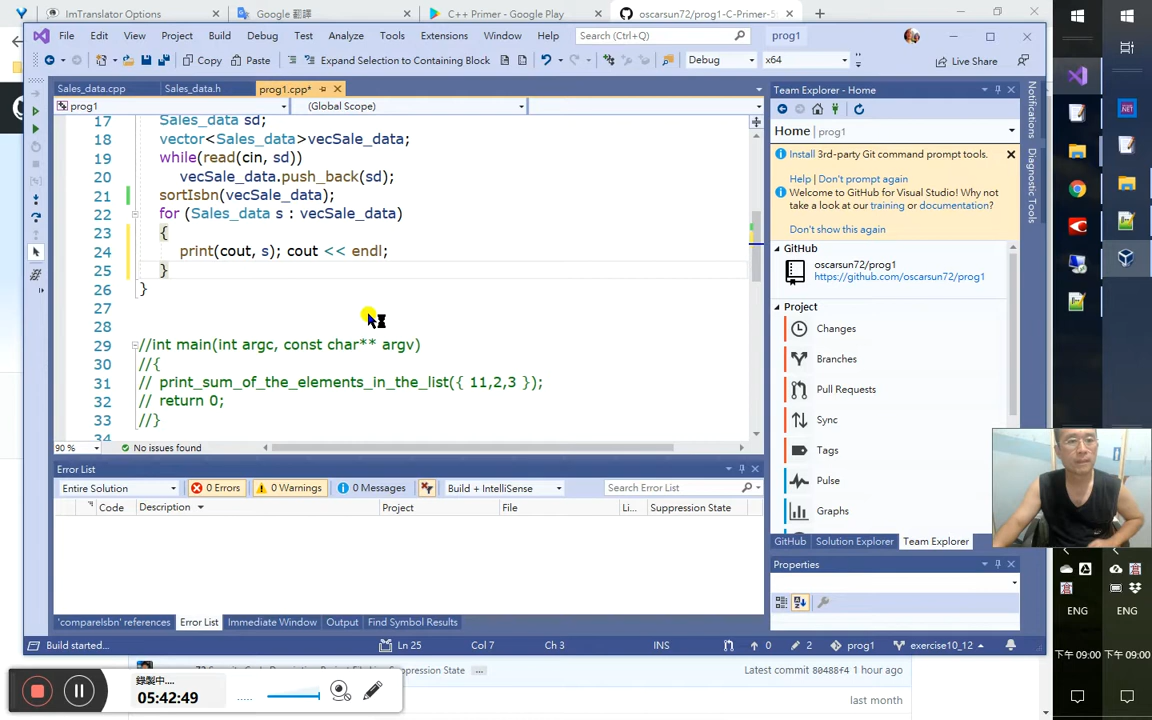 ImTranslator Options
Google 翻譯
C++ Primer - Google Play
oscarsun72/prog1-C-Primer-5
File Edit View Project Build Debug Test Analyze Tools Extensions Window Help Search (Ctrl+Q) prog1
Copy Paste Expand Selection to Containing Block Debug x64 Live Share
Sales_data.cpp Sales_data.h prog1.cpp*
prog1 (Global Scope)
17 Sales_data sd;
18 vector<Sales_data>vecSale_data;
19 while(read(cin, sd))
20 vecSale_data.push_back(sd);
21 sortIsbn(vecSale_data);
22 for (Sales_data s : vecSale_data)
23 {
24 print(cout, s); cout << endl;
25 }
26 }
27
28
29 //int main(int argc, const char** argv)
30 //{
31 // print_sum_of_the_elements_in_the_list({ 11,2,3 });
32 // return 0;
33 //}
34
90 % No issues found
Error List
Entire Solution 0 Errors 0 Warnings 0 Messages Build + IntelliSense Search Error List
Code Description Project File Li... Suppression State
'compareIsbn' references Error List Immediate Window Output Find Symbol Results
Build started... Ln 25 Col 7 Ch 3 INS 0 2 prog1 exercise10_12
Team Explorer - Home
Home prog1
Install 3rd-party Git command prompt tools.
Help Don't prompt again
Welcome to GitHub for Visual Studio! Why not
take a look our training or documentation?
Don't show this again
GitHub
oscarsun72/prog1
https://github.com/oscarsun72/prog1
Project
Changes
Branches
Pull Requests
Sync
Tags
Pulse
Graphs
GitHub Solution Explorer Team Explorer
Properties
Notifications
Diagnostic Tools
Latest commit 80488f4 1 hour ago
last month
錄製中...
05:42:49
ENG ENG
下午 09:00 下午 09:00